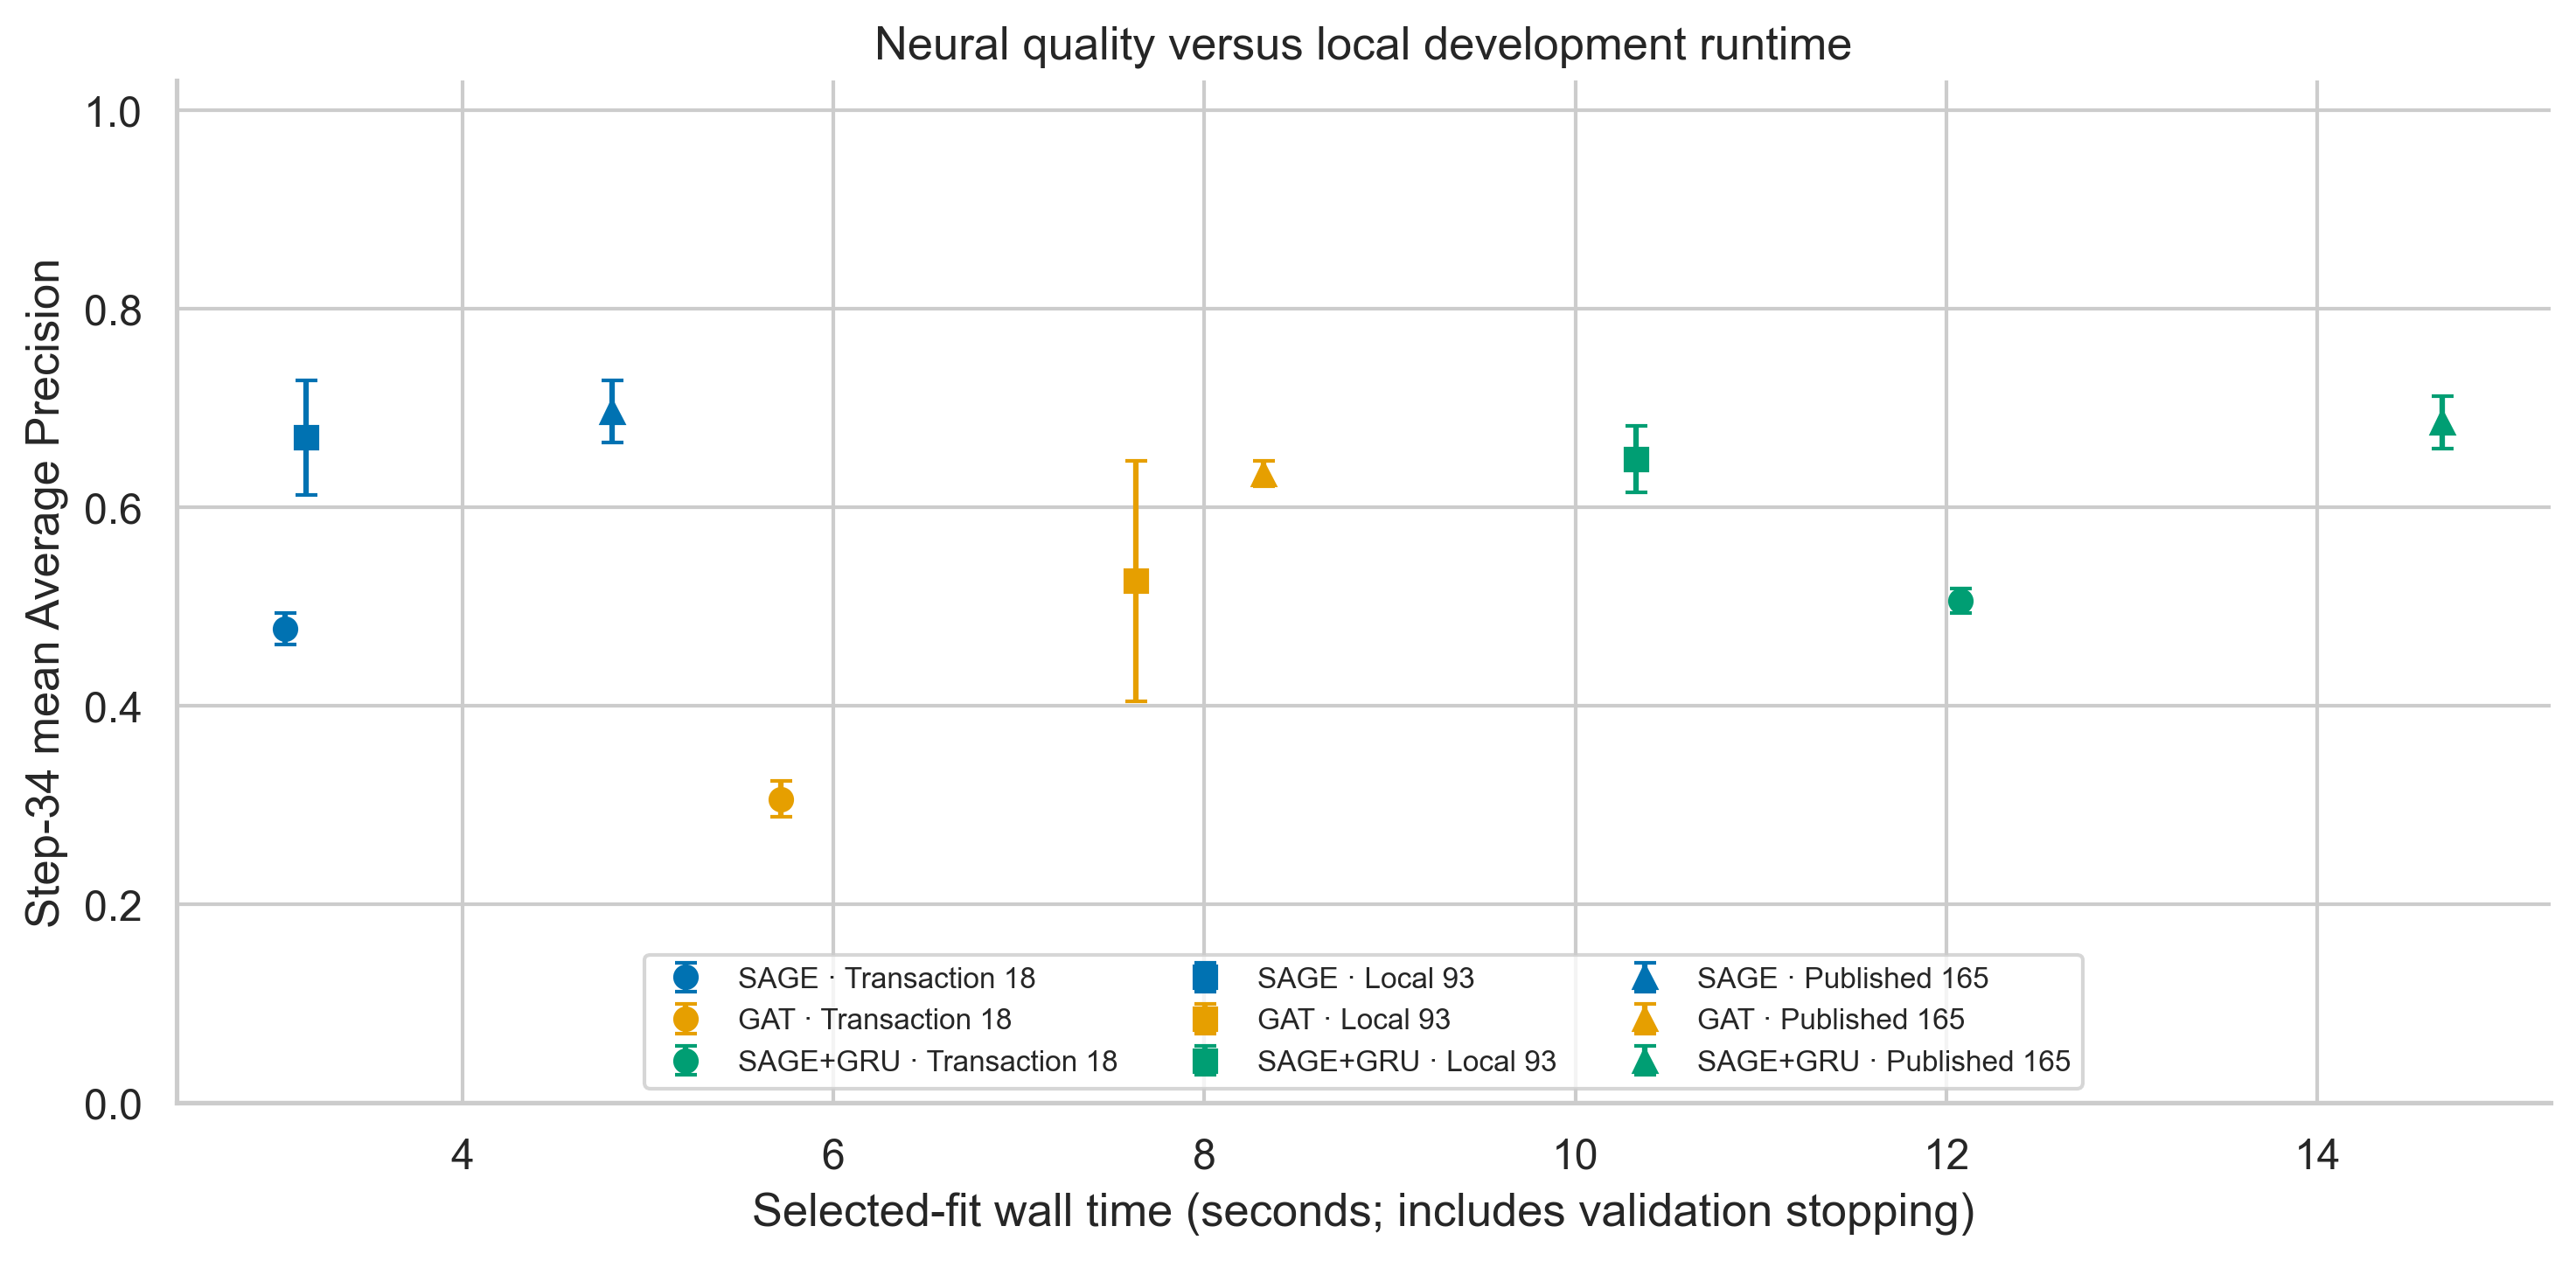 Neural quality versus local development runtime
Step-34 mean Average Precision
1.0
0.8
0.6
0.4
0.2
0.0
SAGE · Transaction 18
GAT · Transaction 18
SAGE+GRU · Transaction 18
SAGE · Local 93
GAT · Local 93
SAGE+GRU · Local 93
SAGE · Published 165
GAT · Published 165
SAGE+GRU · Published 165
4 6 8 10 12 14
Selected-fit wall time (seconds; includes validation stopping)